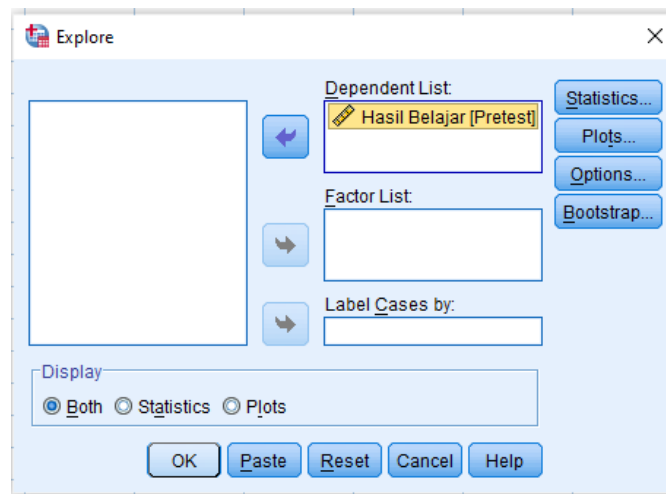 Explore
Dependent List:
Hasil Belajar [Pretest]
Statistics...
Plots...
Options...
Bootstrap...
Factor List:
Label Cases by:
Display
Both Statistics Plots
OK Paste Reset Cancel Help